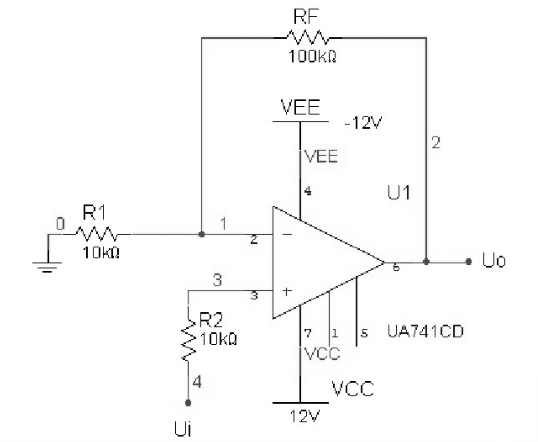 RF
100kΩ
VEE
-12V
VEE
2
4
U1
R1
0
1
10kΩ
2
6
Uo
3
3
R2
10kΩ
7
1
5
UA741CD
VCC
4
VCC
12V
Ui